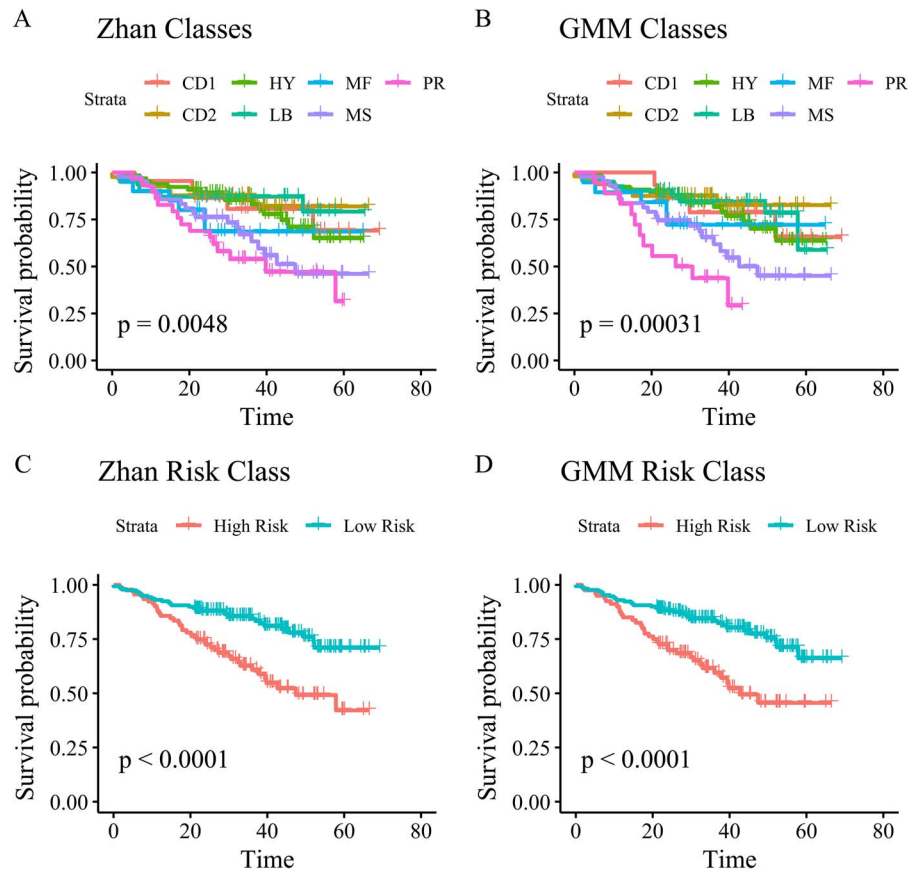 A
Zhan Classes
Strata
CD1 HY MF PR
CD2 LB MS
Survival probability
1.00
0.75
0.50
0.25
0.00
p = 0.0048
0 20 40 60 80
Time
B
GMM Classes
Strata
CD1 HY MF PR
CD2 LB MS
Survival probability
1.00
0.75
0.50
0.25
0.00
p = 0.00031
0 20 40 60 80
Time
C
Zhan Risk Class
Strata High Risk Low Risk
Survival probability
1.00
0.75
0.50
0.25
0.00
p < 0.0001
0 20 40 60 80
Time
D
GMM Risk Class
Strata High Risk Low Risk
Survival probability
1.00
0.75
0.50
0.25
0.00
p < 0.0001
0 20 40 60 80
Time